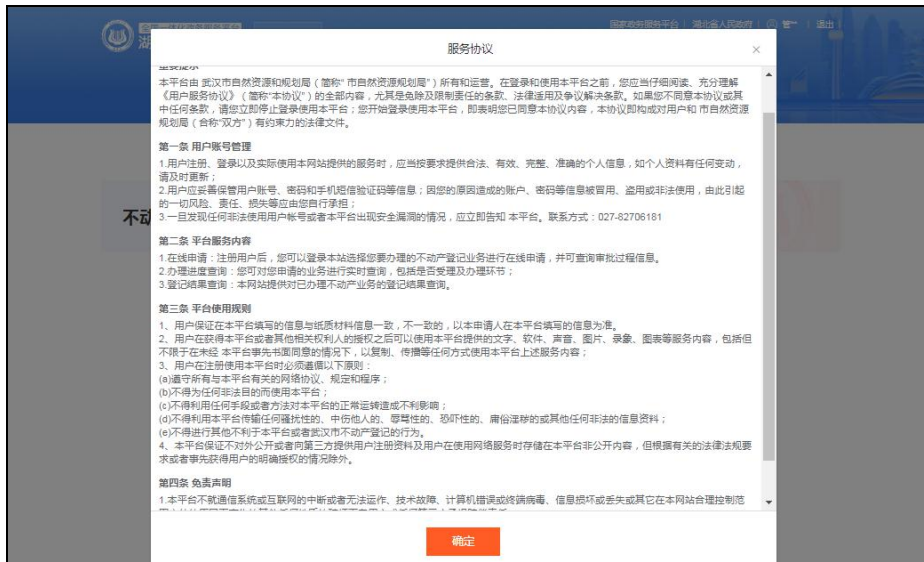 国家政务服务平台 | 湖北省人民政府 |
| 退出
服务协议
重要提示
本平台由 武汉市自然资源和规划局（简称“市自然资源规划局”）所有和运营。在登录和使用本平台之前，您应当仔细阅读、充分理解
《用户服务协议》（简称“本协议”）的全部内容，尤其是免除及限制责任的条款、法律适用及争议解决条款。如果您不同意本协议或其
中任何条款，请您立即停止登录使用本平台；您开始登录使用本平台，即表明您已同意本协议内容，本协议即构成对用户和 市自然资源
规划局（合称“双方”）有约束力的法律文件。
第一条 用户账号管理
1.用户注册、登录以及实际使用本网站提供的服务时，应当按要求提供合法、有效、完整、准确的个人信息，如个人资料有任何变动，
请及时更新；
2.用户应妥善保管用户账号、密码和手机短信验证码等信息；因您的原因造成的账户、密码等信息被冒用、盗用或非法使用，由此引起
的一切风险、责任、损失等应由您自行承担；
3.一旦发现任何非法使用用户帐号或者本平台出现安全漏洞的情况，应立即告知 本平台。联系方式：027-82706181
第二条 平台服务内容
1.在线申请：注册用户后，您可以登录本站选择您要办理的不动产登记业务进行在线申请，并可查询审批过程信息。
2.办理进度查询：您可对您申请的业务进行实时查询，包括是否受理及办理环节；
3.登记结果查询：本网站提供对已办理不动产业务的登记结果查询。
不动
第三条 平台使用规则
1、用户保证在本平台填写的信息与纸质材料信息一致，不一致的，以本申请人在本平台填写的信息为准。
2、用户在获得本平台或者其他相关权利人的授权之后可以使用本平台提供的文字、软件、声音、图片、录象、图表等服务内容，包括但
不限于在未经 本平台事先书面同意的情况下，以复制、传播等任何方式使用本平台上述服务内容；
3、用户在注册使用本平台时必须遵循以下原则：
(a)遵守所有与本平台有关的网络协议、规定和程序；
(b)不得为任何非法目的而使用本平台；
(c)不得利用任何手段或者方法对本平台的正常运转造成不利影响；
(d)不得利用本平台传输任何骚扰性的、中伤他人的、辱骂性的、恐吓性的、庸俗淫秽的或其他任何非法的信息资料；
(e)不得进行其他不利于本平台或者武汉市不动产登记的行为。
4、本平台保证不对外公开或者向第三方提供用户注册资料及用户在使用网络服务时存储在本平台非公开内容，但根据有关的法律法规要
求或者事先获得用户的明确授权的情况除外。
第四条 免责声明
1.本平台不就通信系统或互联网的中断或者无法运作、技术故障、计算机错误或终端病毒、信息损坏或丢失或其它在本网站合理控制范
确定